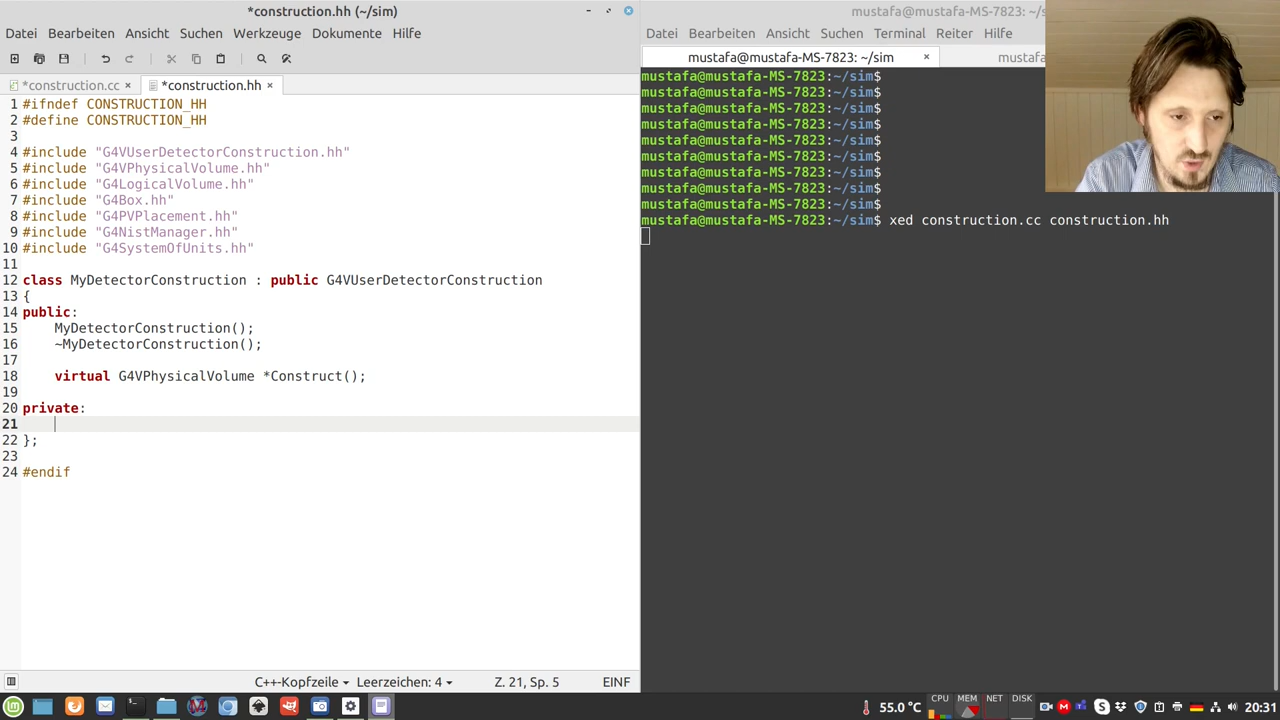 *construction.hh (~/sim)
Datei Bearbeiten Ansicht Suchen Werkzeuge Dokumente Hilfe
*construction.cc × *construction.hh ×
1 #ifndef CONSTRUCTION_HH
2 #define CONSTRUCTION_HH
3
4 #include "G4VUserDetectorConstruction.hh"
5 #include "G4VPhysicalVolume.hh"
6 #include "G4LogicalVolume.hh"
7 #include "G4Box.hh"
8 #include "G4PVPlacement.hh"
9 #include "G4NistManager.hh"
10 #include "G4SystemOfUnits.hh"
11
12 class MyDetectorConstruction : public G4VUserDetectorConstruction
13 {
14 public:
15 MyDetectorConstruction();
16 ~MyDetectorConstruction();
17
18 virtual G4VPhysicalVolume *Construct();
19
20 private:
21
22 };
23
24 #endif
C++-Kopfzeile Leerzeichen: 4 Z. 21, Sp. 5 EINF
mustafa@mustafa-MS-7823: ~/s
Datei Bearbeiten Ansicht Suchen Terminal Reiter Hilfe
mustafa@mustafa-MS-7823: ~/sim × musta
mustafa@mustafa-MS-7823:~/sim$
mustafa@mustafa-MS-7823:~/sim$
mustafa@mustafa-MS-7823:~/sim$
mustafa@mustafa-MS-7823:~/sim$
mustafa@mustafa-MS-7823:~/sim$
mustafa@mustafa-MS-7823:~/sim$
mustafa@mustafa-MS-7823:~/sim$
mustafa@mustafa-MS-7823:~/sim$
mustafa@mustafa-MS-7823:~/sim$
mustafa@mustafa-MS-7823:~/sim$ xed construction.cc construction.hh
55.0 °C CPU MEM NET DISK 20:31